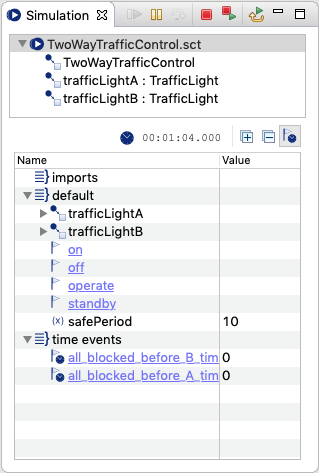 Simulation
TwoWayTrafficControl.sct
TwoWayTrafficControl
trafficLightA : TrafficLight
trafficLightB : TrafficLight
00:01:04.000
Name Value
imports
default
trafficLightA
trafficLightB
on
off
operate
standby
(x) safePeriod 10
time events
all_blocked_before_B_tim 0
all_blocked_before_A_tim 0